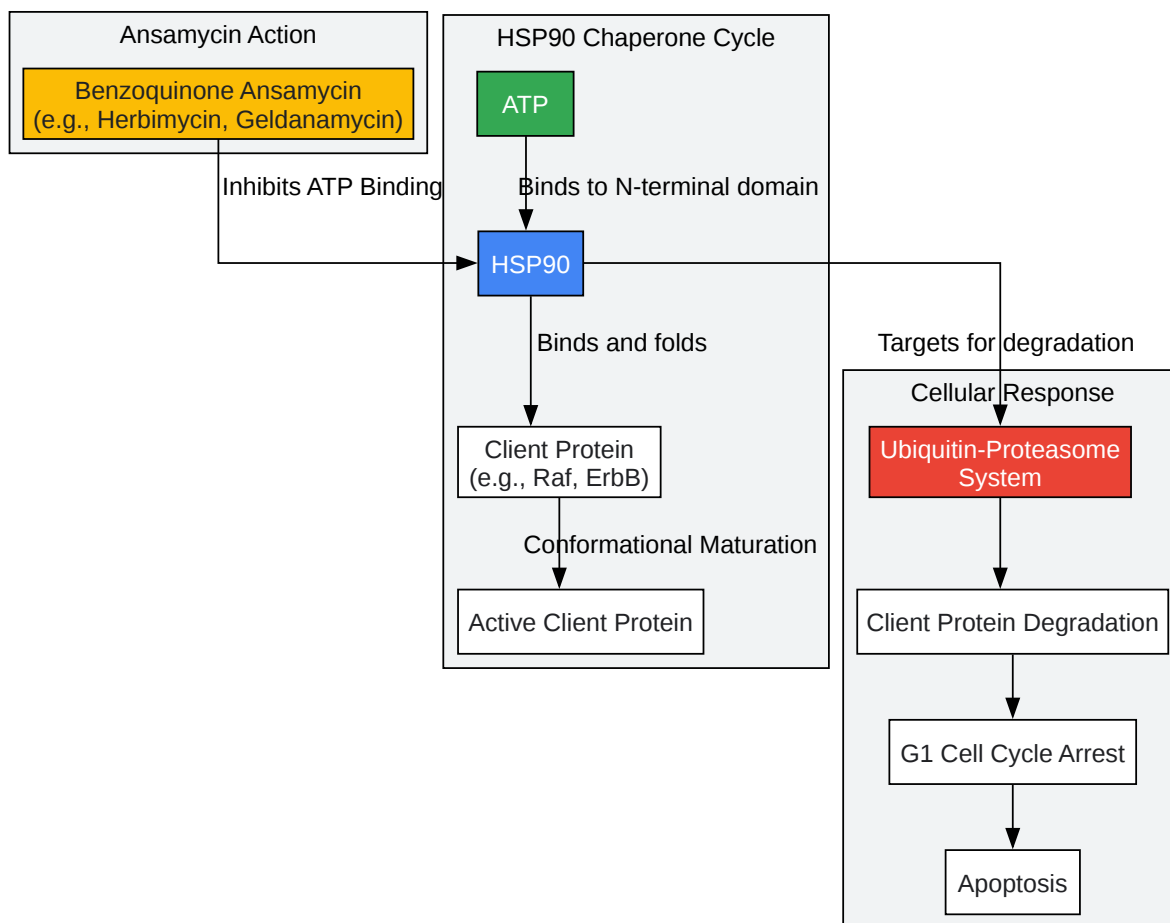 Ansamycin Action
Benzoquinone Ansamycin
(e.g., Herbimycin, Geldanamycin)
Inhibits ATP Binding
HSP90 Chaperone Cycle
ATP
Binds to N-terminal domain
HSP90
Binds and folds
Client Protein
(e.g., Raf, ErbB)
Conformational Maturation
Active Client Protein
Targets for degradation
Cellular Response
Ubiquitin-Proteasome
System
Client Protein Degradation
G1 Cell Cycle Arrest
Apoptosis